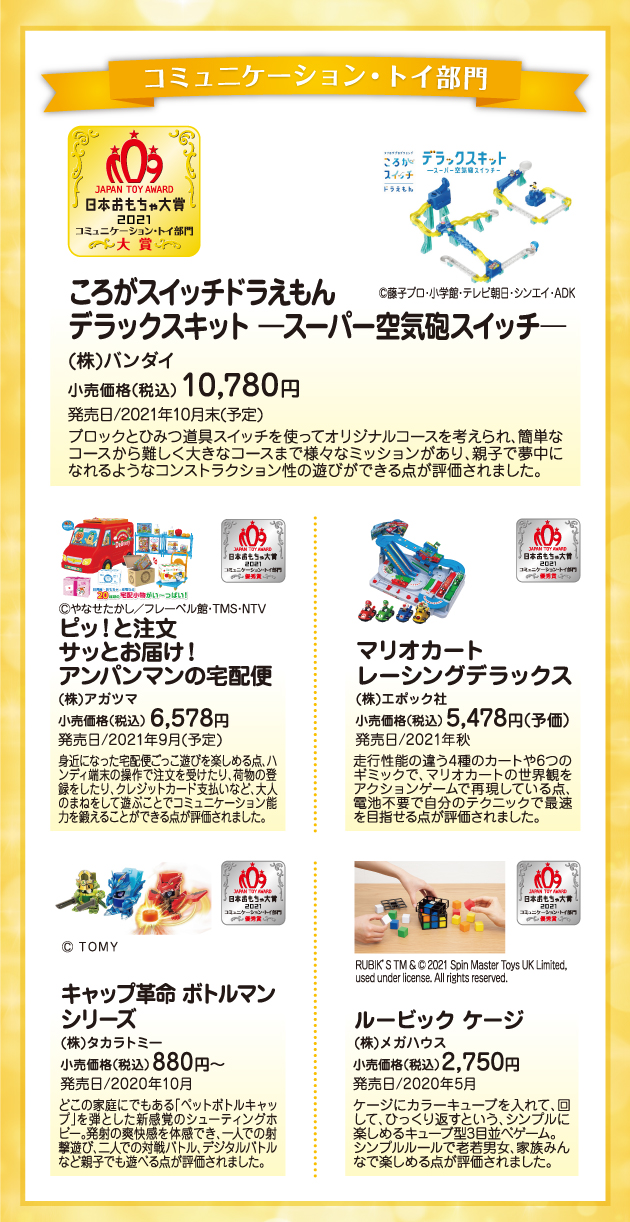 コミュニケーション・トイ部門
JAPAN TOY AWARD
日本おもちゃ大賞
2021
コミュニケーション・トイ部門
大賞
ころがスイッチドラえもん
デラックスキット
―スーパー空気砲スイッチ―
©藤子プロ・小学館・テレビ朝日・シンエイ・ADK
ころがスイッチドラえもん
デラックスキット ―スーパー空気砲スイッチ―
(株)バンダイ
小売価格(税込) 10,780円
発売日/2021年10月末(予定)
ブロックとひみつ道具スイッチを使ってオリジナルコースを考えられ、簡単な
コースから難しく大きなコースまで様々なミッションがあり、親子で夢中に
なれるようなコンストラクション性の遊びができる点が評価されました。
JAPAN TOY AWARD
日本おもちゃ大賞
2021
コミュニケーション・トイ部門
優秀賞
宅配小物がい〜っぱい!
©やなせたかし/フレーベル館・TMS・NTV
ピッ!と注文
サッとお届け!
アンパンマンの宅配便
(株)アガツマ
小売価格(税込) 6,578円
発売日/2021年9月(予定)
身近になった宅配便ごっこ遊びを楽しめる点、ハ
ンディ端末の操作で注文を受けたり、荷物の登
録をしたり、クレジットカード支払いなど、大人
のまねをして遊ぶことでコミュニケーション能
力を鍛えることができる点が評価されました。
JAPAN TOY AWARD
日本おもちゃ大賞
2021
コミュニケーション・トイ部門
優秀賞
マリオカート
レーシングデラックス
(株)エポック社
小売価格(税込) 5,478円(予価)
発売日/2021年秋
走行性能の違う4種のカートや6つの
ギミックで、マリオカートの世界観を
アクションゲームで再現している点、
電池不要で自分のテクニックで最速
を目指せる点が評価されました。
JAPAN TOY AWARD
日本おもちゃ大賞
2021
コミュニケーション・トイ部門
優秀賞
© TOMY
キャップ革命 ボトルマン
シリーズ
(株)タカラトミー
小売価格(税込) 880円〜
発売日/2020年10月
どこの家庭にでもある「ペットボトルキャッ
プ」を弾とした新感覚のシューティングホ
ビー。発射の爽快感を体感でき、一人での射
撃遊び、二人での対戦バトル、デジタルバトル
など親子でも遊べる点が評価されました。
JAPAN TOY AWARD
日本おもちゃ大賞
2021
コミュニケーション・トイ部門
優秀賞
RUBIK'S TM & © 2021 Spin Master Toys UK Limited,
used under license. All rights reserved.
ルービック ケージ
(株)メガハウス
小売価格(税込) 2,750円
発売日/2020年5月
ケージにカラーキューブを入れて、回
して、ひっくり返すという、シンプルに
楽しめるキューブ型3目並べゲーム。
シンプルルールで老若男女、家族みん
なで楽しめる点が評価されました。